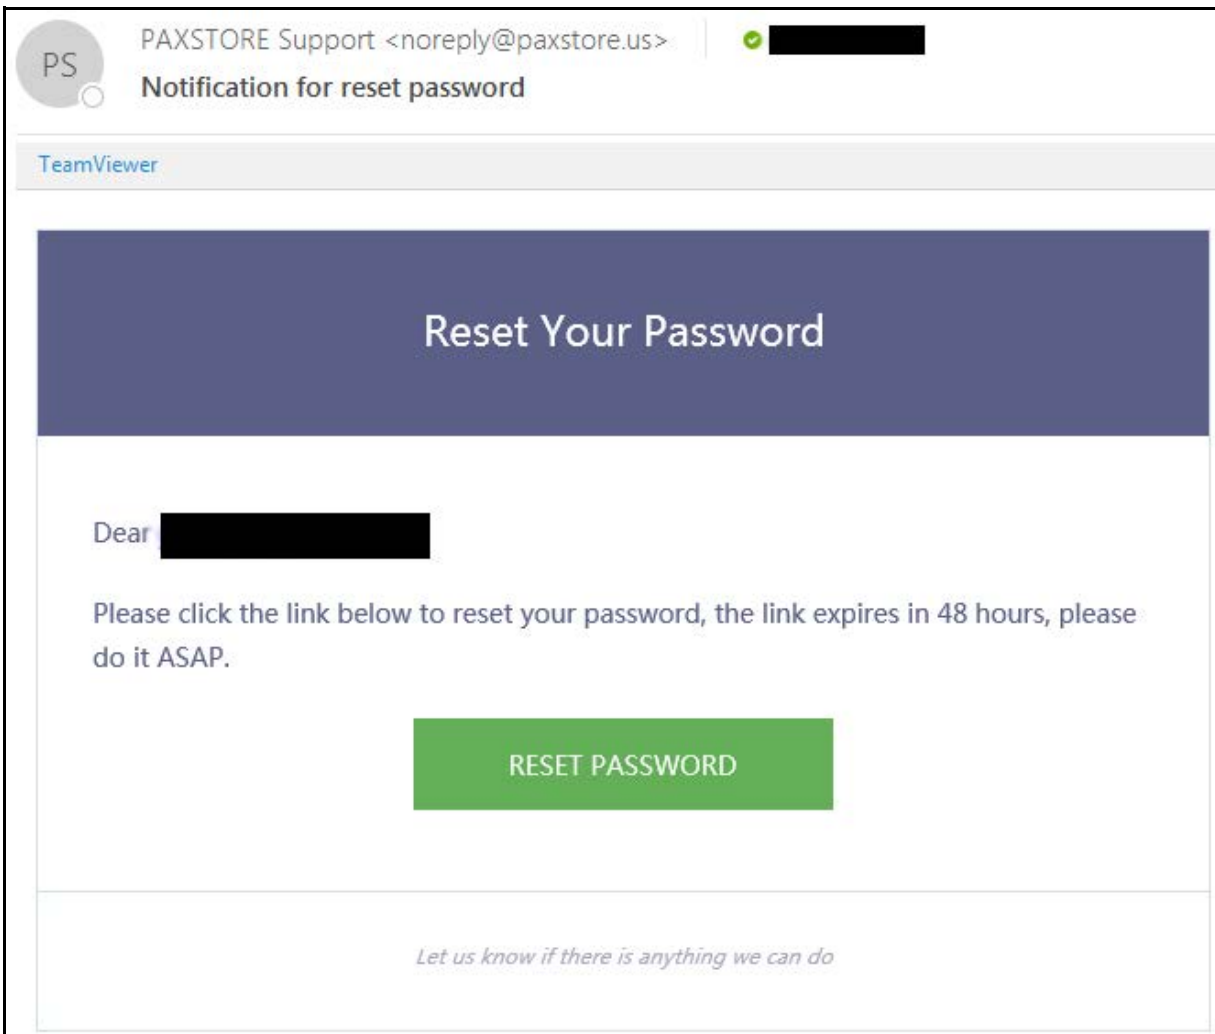 PS
PAXSTORE Support <noreply@paxstore.us>
Notification for reset password
TeamViewer
Reset Your Password
Dear
Please click the link below to reset your password, the link expires in 48 hours, please
do it ASAP.
RESET PASSWORD
Let us know if there is anything we can do